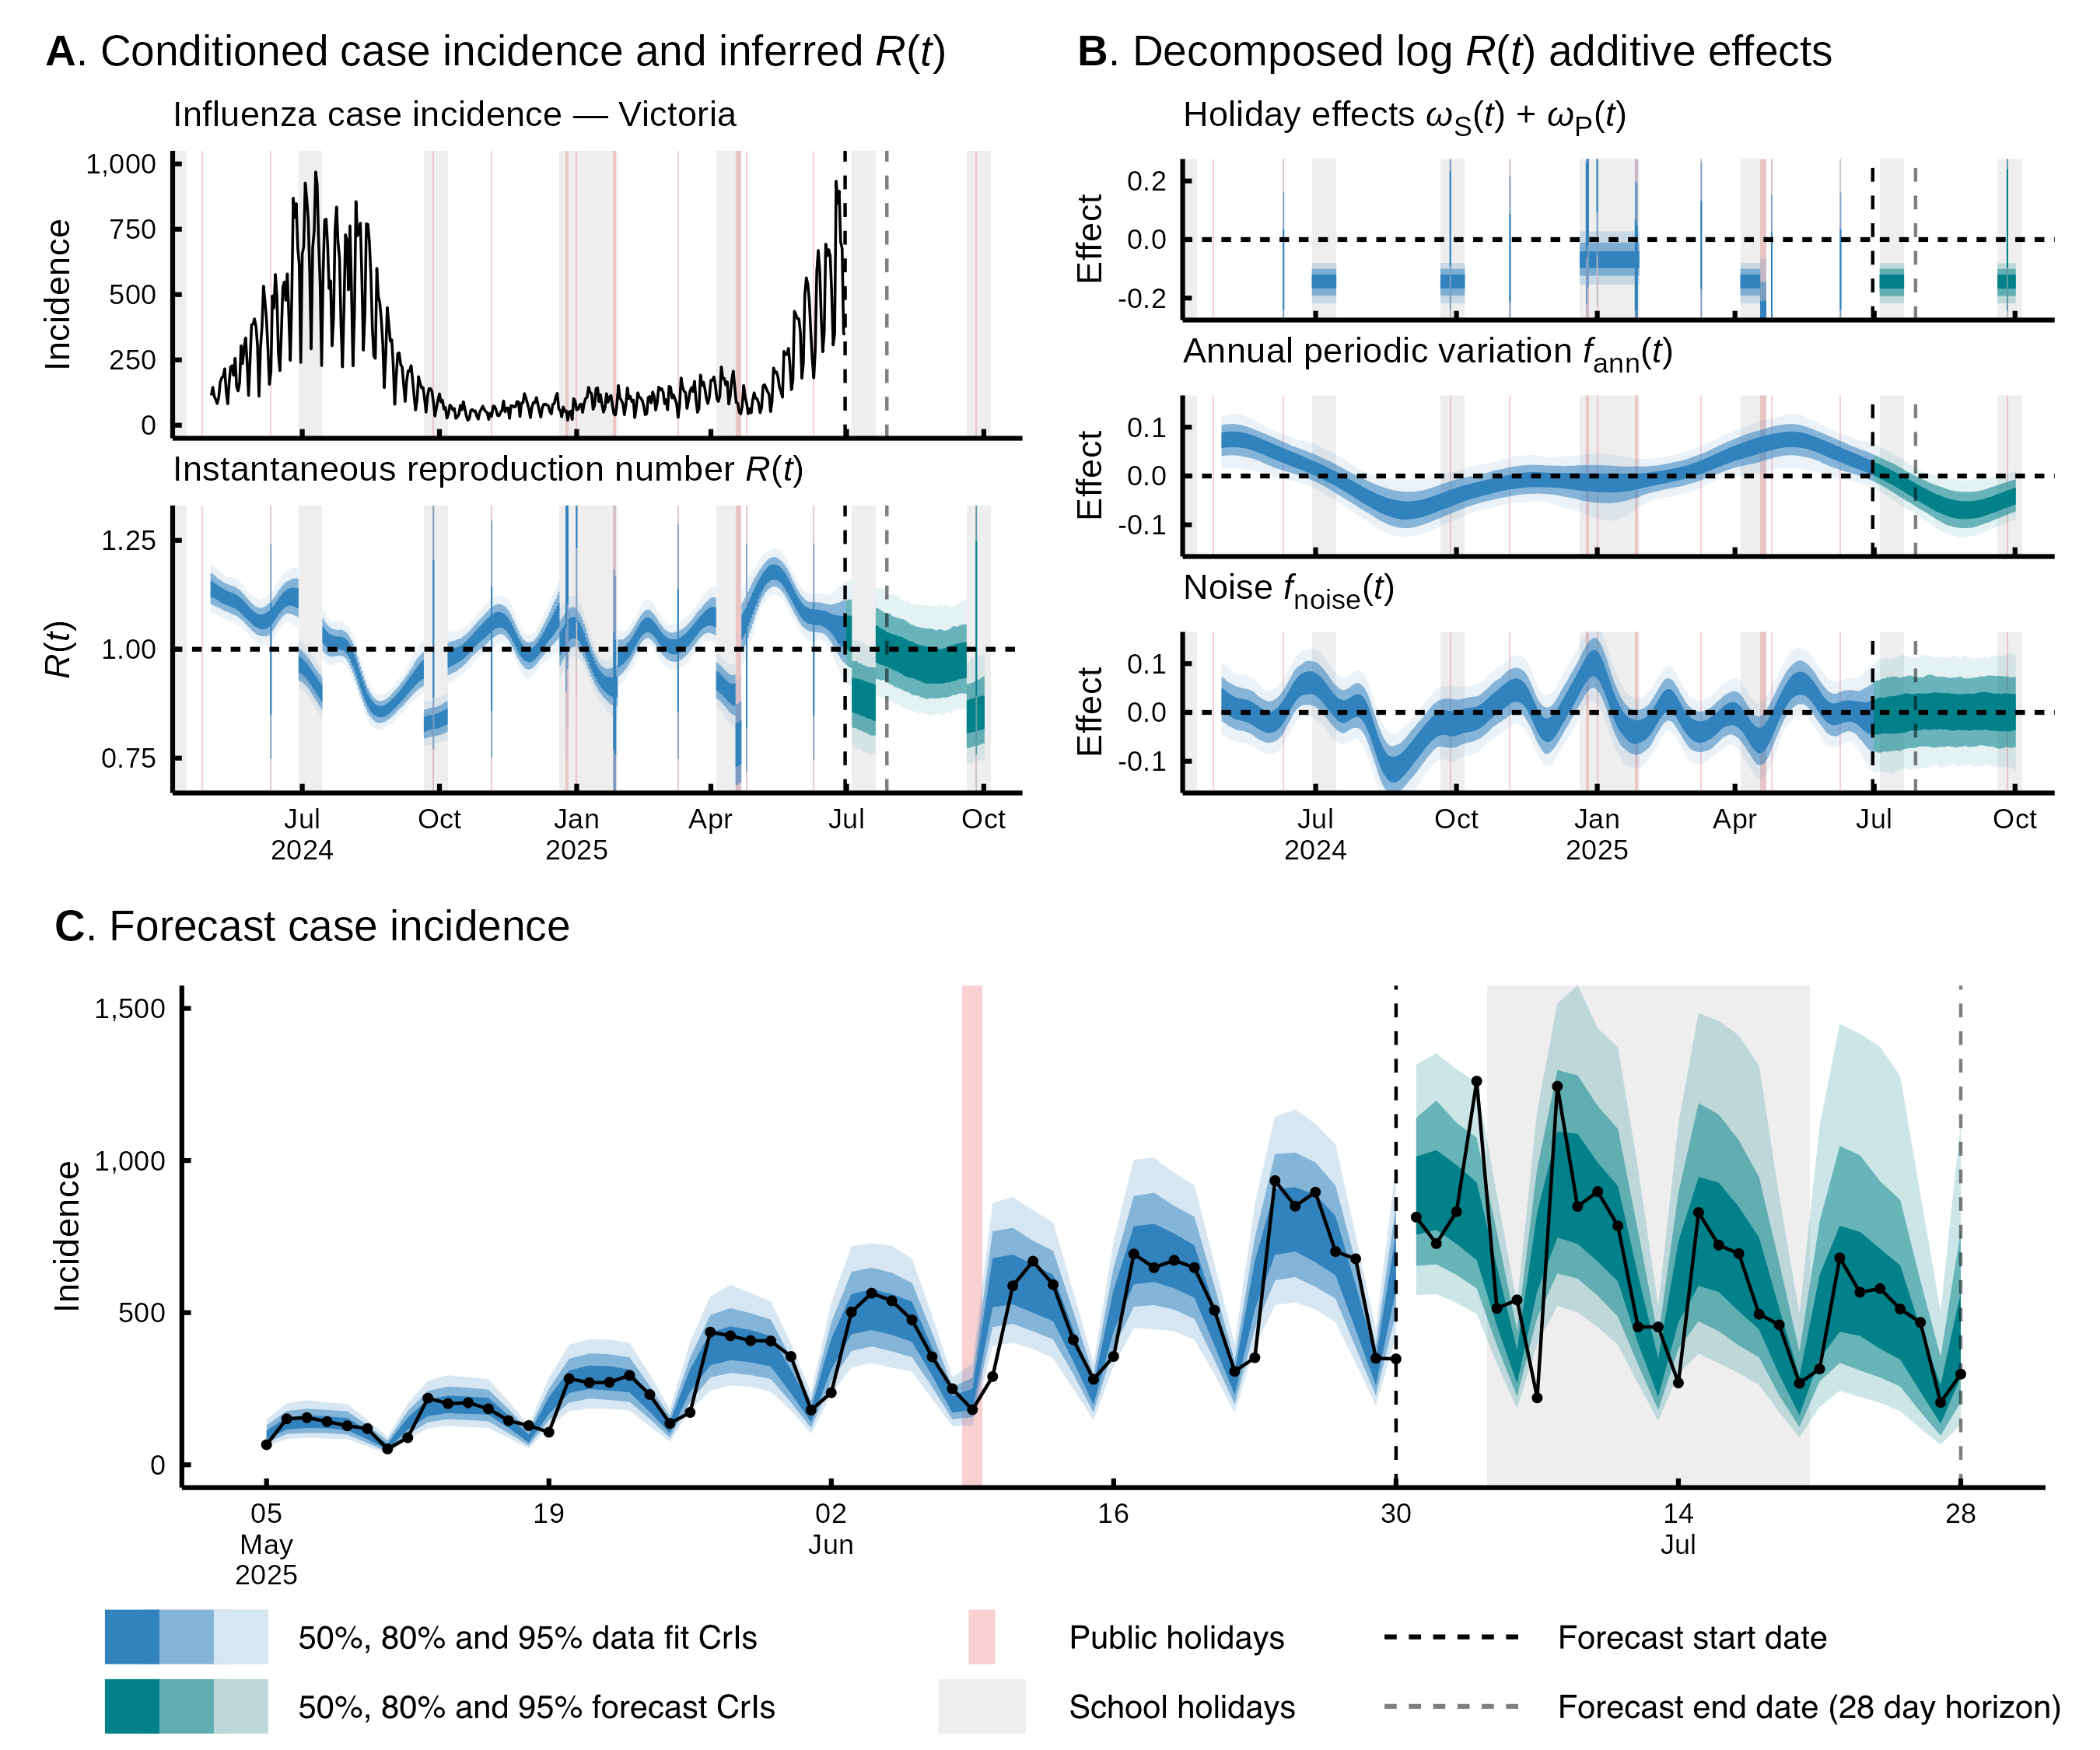 A. Conditioned case incidence and inferred R(t)
Influenza case incidence — Victoria
Incidence
1,000
750
500
250
0
Instantaneous reproduction number R(t)
R(t)
1.25
1.00
0.75
Jul
2024
Oct
Jan
2025
Apr
Jul
Oct
B. Decomposed log R(t) additive effects
Holiday effects ωS(t) + ωP(t)
Effect
0.2
0.0
-0.2
Annual periodic variation fann(t)
Effect
0.1
0.0
-0.1
Noise fnoise(t)
Effect
0.1
0.0
-0.1
Jul
2024
Oct
Jan
2025
Apr
Jul
Oct
C. Forecast case incidence
Incidence
1,500
1,000
500
0
05
May
2025
19
02
Jun
16
30
14
Jul
28
50%, 80% and 95% data fit CrIs
50%, 80% and 95% forecast CrIs
Public holidays
School holidays
Forecast start date
Forecast end date (28 day horizon)